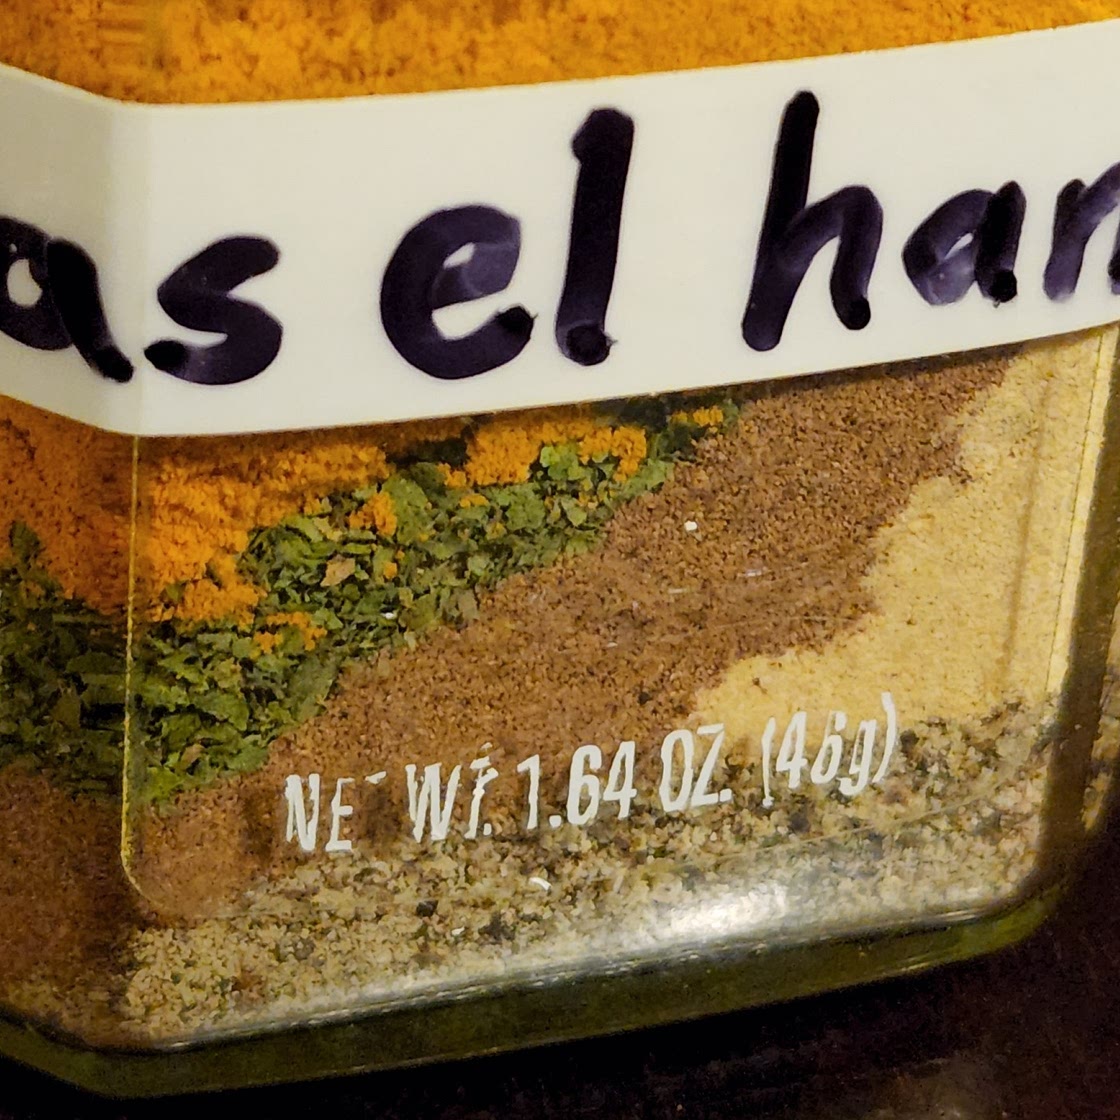 as el han
NET WT. 1.64 OZ. (46g)